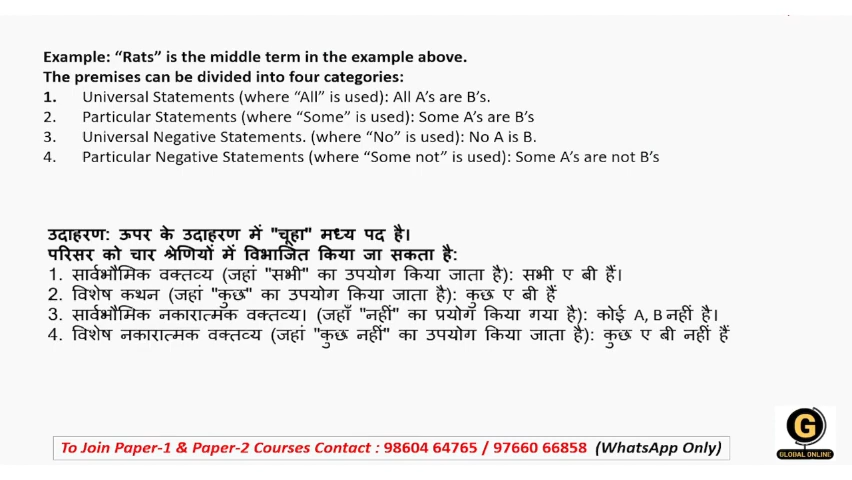 Example: “Rats” is the middle term in the example above.
The premises can be divided into four categories:
1. Universal Statements (where “All” is used): All A’s are B’s.
2. Particular Statements (where “Some” is used): Some A’s are B’s
3. Universal Negative Statements. (where “No” is used): No A is B.
4. Particular Negative Statements (where “Some not” is used): Some A’s are not B’s
उदाहरण: ऊपर के उदाहरण में "चूहा" मध्य पद है।
परिसर को चार श्रेणियों में विभाजित किया जा सकता है:
1. सार्वभौमिक वक्तव्य (जहां "सभी" का उपयोग किया जाता है): सभी ए बी हैं।
2. विशेष कथन (जहां "कुछ" का उपयोग किया जाता है): कुछ ए बी हैं
3. सार्वभौमिक नकारात्मक वक्तव्य। (जहाँ "नहीं" का प्रयोग किया गया है): कोई A, B नहीं है।
4. विशेष नकारात्मक वक्तव्य (जहां "कुछ नहीं" का उपयोग किया जाता है): कुछ ए बी नहीं हैं
To Join Paper-1 & Paper-2 Courses Contact : 98604 64765 / 97660 66858 (WhatsApp Only)
G
GLOBAL ONLINE